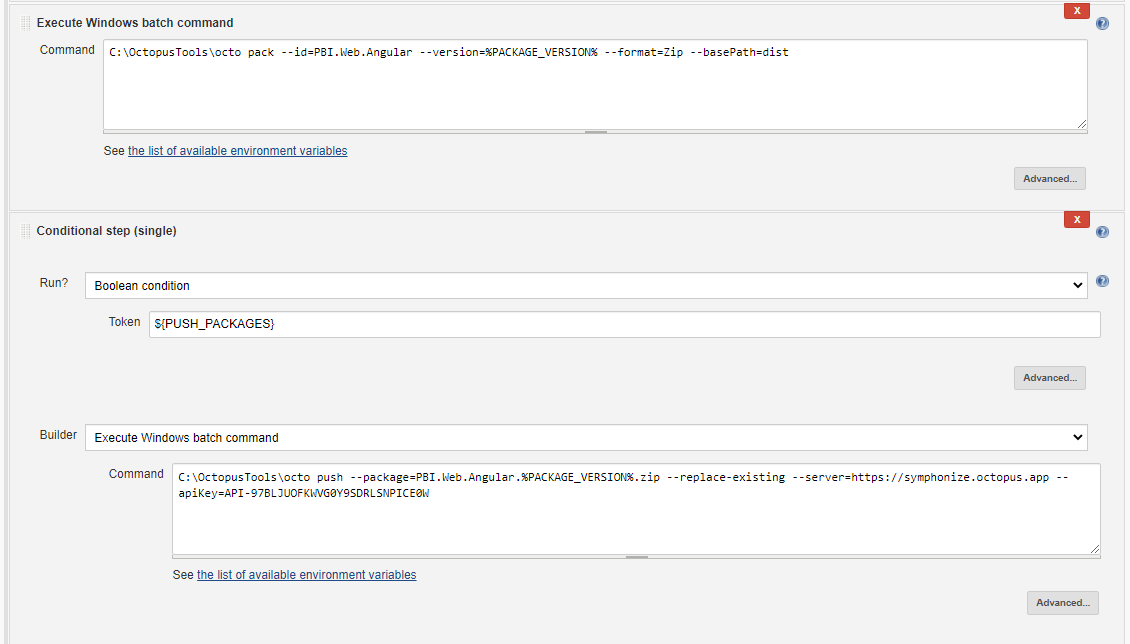 Execute Windows batch command
X
Command
C:\OctopusTools\octo pack --id=PBI.Web.Angular --version=%PACKAGE_VERSION% --format=Zip --basePath=dist
See the list of available environment variables
Advanced...
Conditional step (single)
X
Run?
Boolean condition
Token
${PUSH_PACKAGES}
Advanced...
Builder
Execute Windows batch command
Command
C:\OctopusTools\octo push --package=PBI.Web.Angular.%PACKAGE_VERSION%.zip --replace-existing --server=https://symphonize.octopus.app --
apiKey=API-97BLJUOFKWVG0Y9SDRLSNPICE0W
See the list of available environment variables
Advanced...